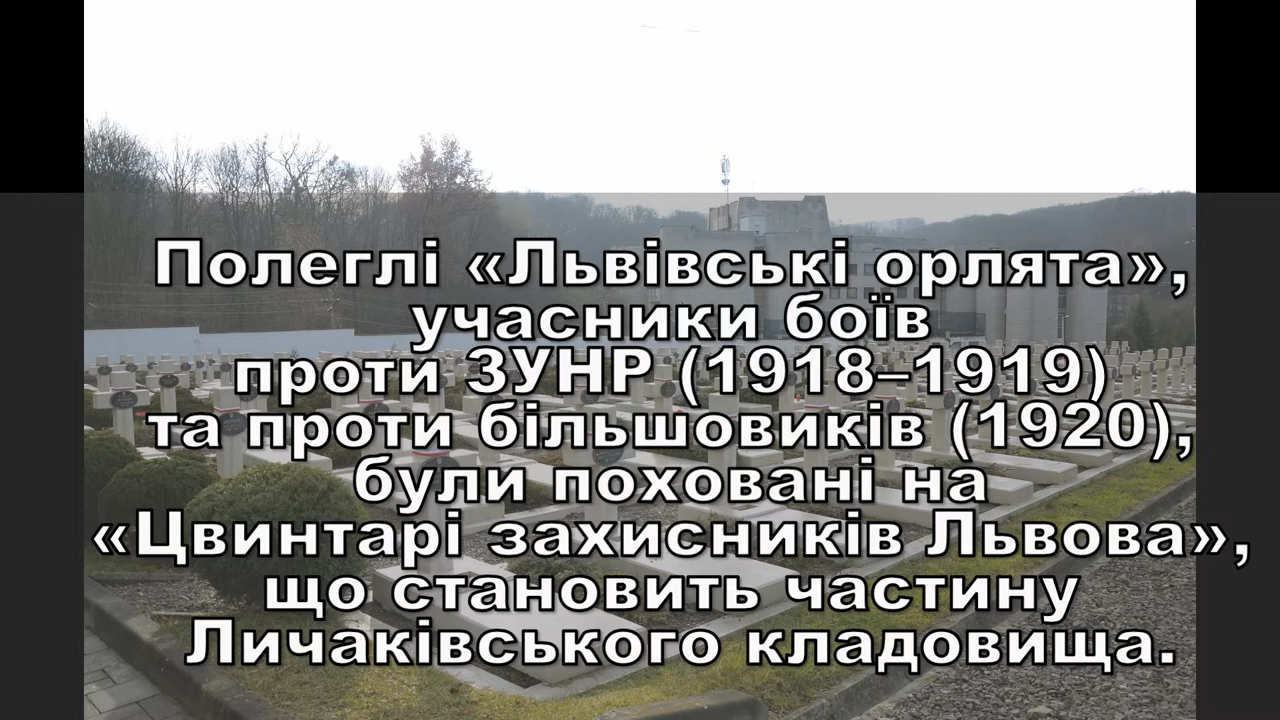 Полеглі «Львівські орлята»,
учасники боїв
проти ЗУНР (1918–1919)
та проти більшовиків (1920),
були поховані на
«Цвинтарі захисників Львова»,
що становить частину
Личаківського кладовища.